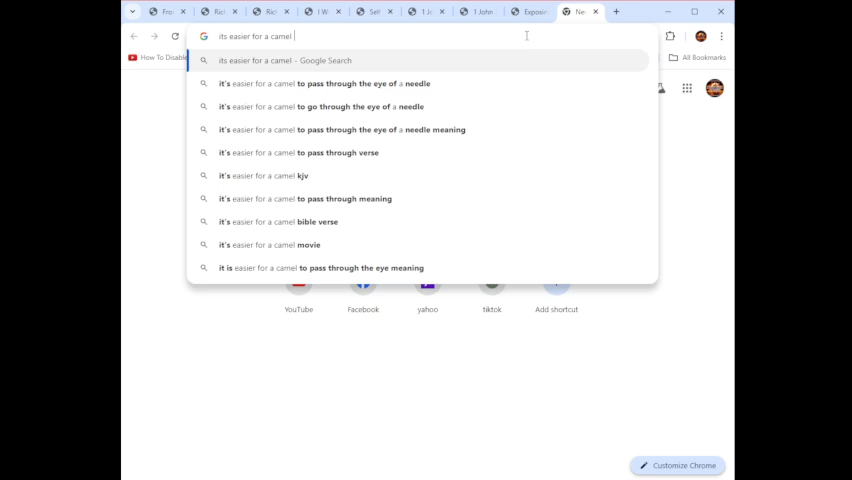 Fro
Ric
Ric
I W
Sell
1 Jo
1 John
Exposin
Ne
its easier for a camel
How To Disable
All Bookmarks
its easier for a camel - Google Search
it's easier for a camel to pass through the eye of a needle
it's easier for a camel to go through the eye of a needle
it's easier for a camel to pass through the eye of a needle meaning
it's easier for a camel to pass through verse
it's easier for a camel kjv
it's easier for a camel to pass through meaning
it's easier for a camel bible verse
it's easier for a camel movie
it is easier for a camel to pass through the eye meaning
YouTube
Facebook
yahoo
tiktok
Add shortcut
Customize Chrome